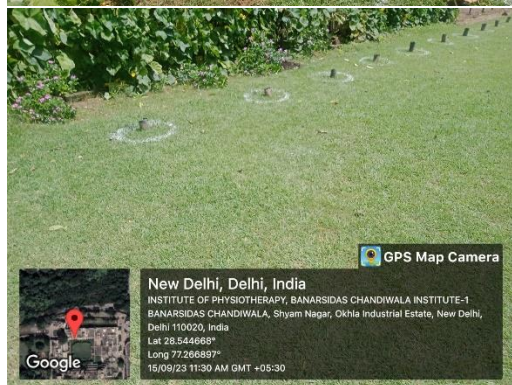 GPS Map Camera
New Delhi, Delhi, India
INSTITUTE OF PHYSIOTHERAPY, BANARSIDAS CHANDIWALA INSTITUTE-1
BANARSIDAS CHANDIWALA, Shyam Nagar, Okhla Industrial Estate, New Delhi,
Delhi 110020, India
Lat 28.544668°
Long 77.266897°
15/09/23 11:30 AM GMT +05:30
Google